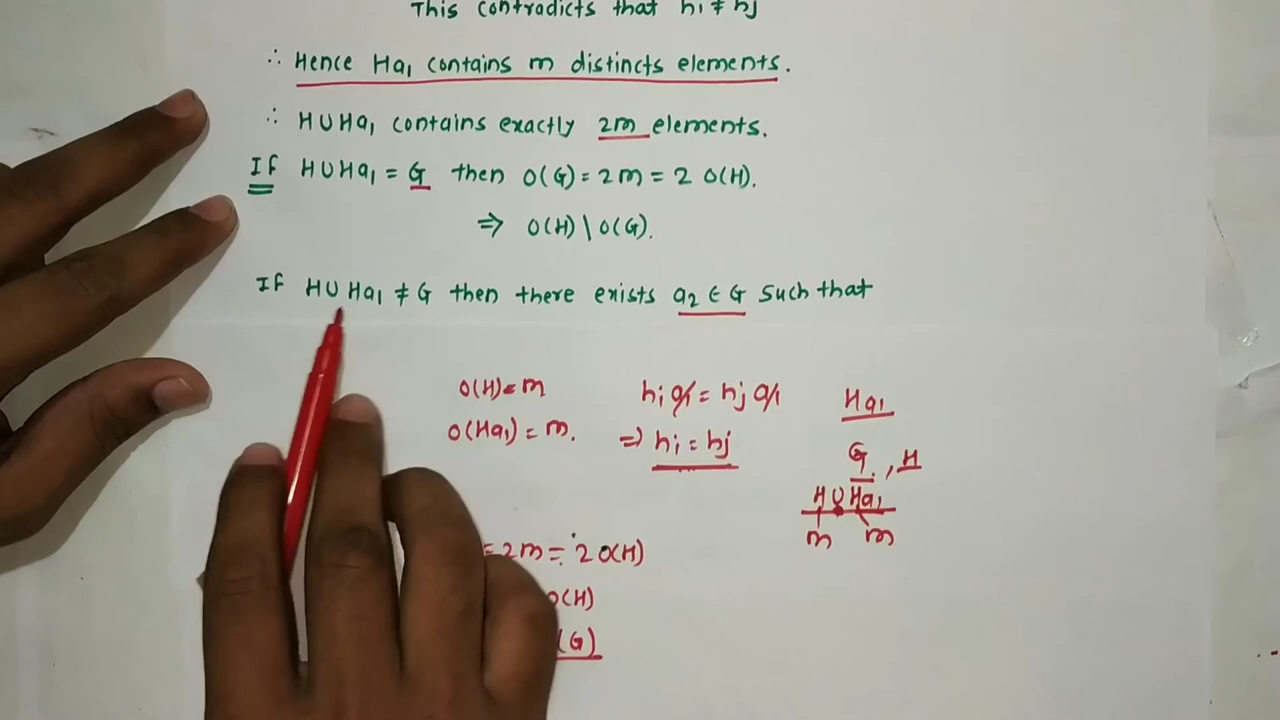 This contradicts that hi ≠ hj
∴ Hence Ha₁ contains m distincts elements.
∴ H∪Ha₁ contains exactly 2m elements.
If H∪Ha₁ = G then O(G) = 2m = 2 O(H).
⇒ O(H) \ O(G).
If H∪Ha₁ ≠ G then there exists a₂ ∈ G such that
O(H) = m
O(Ha₁) = m.
hi a₁ = hj a₁
⇒ hi = hj
Ha₁
G, H
H∪Ha₁
m m
= 2m = 2 O(H)
O(H)
(G)